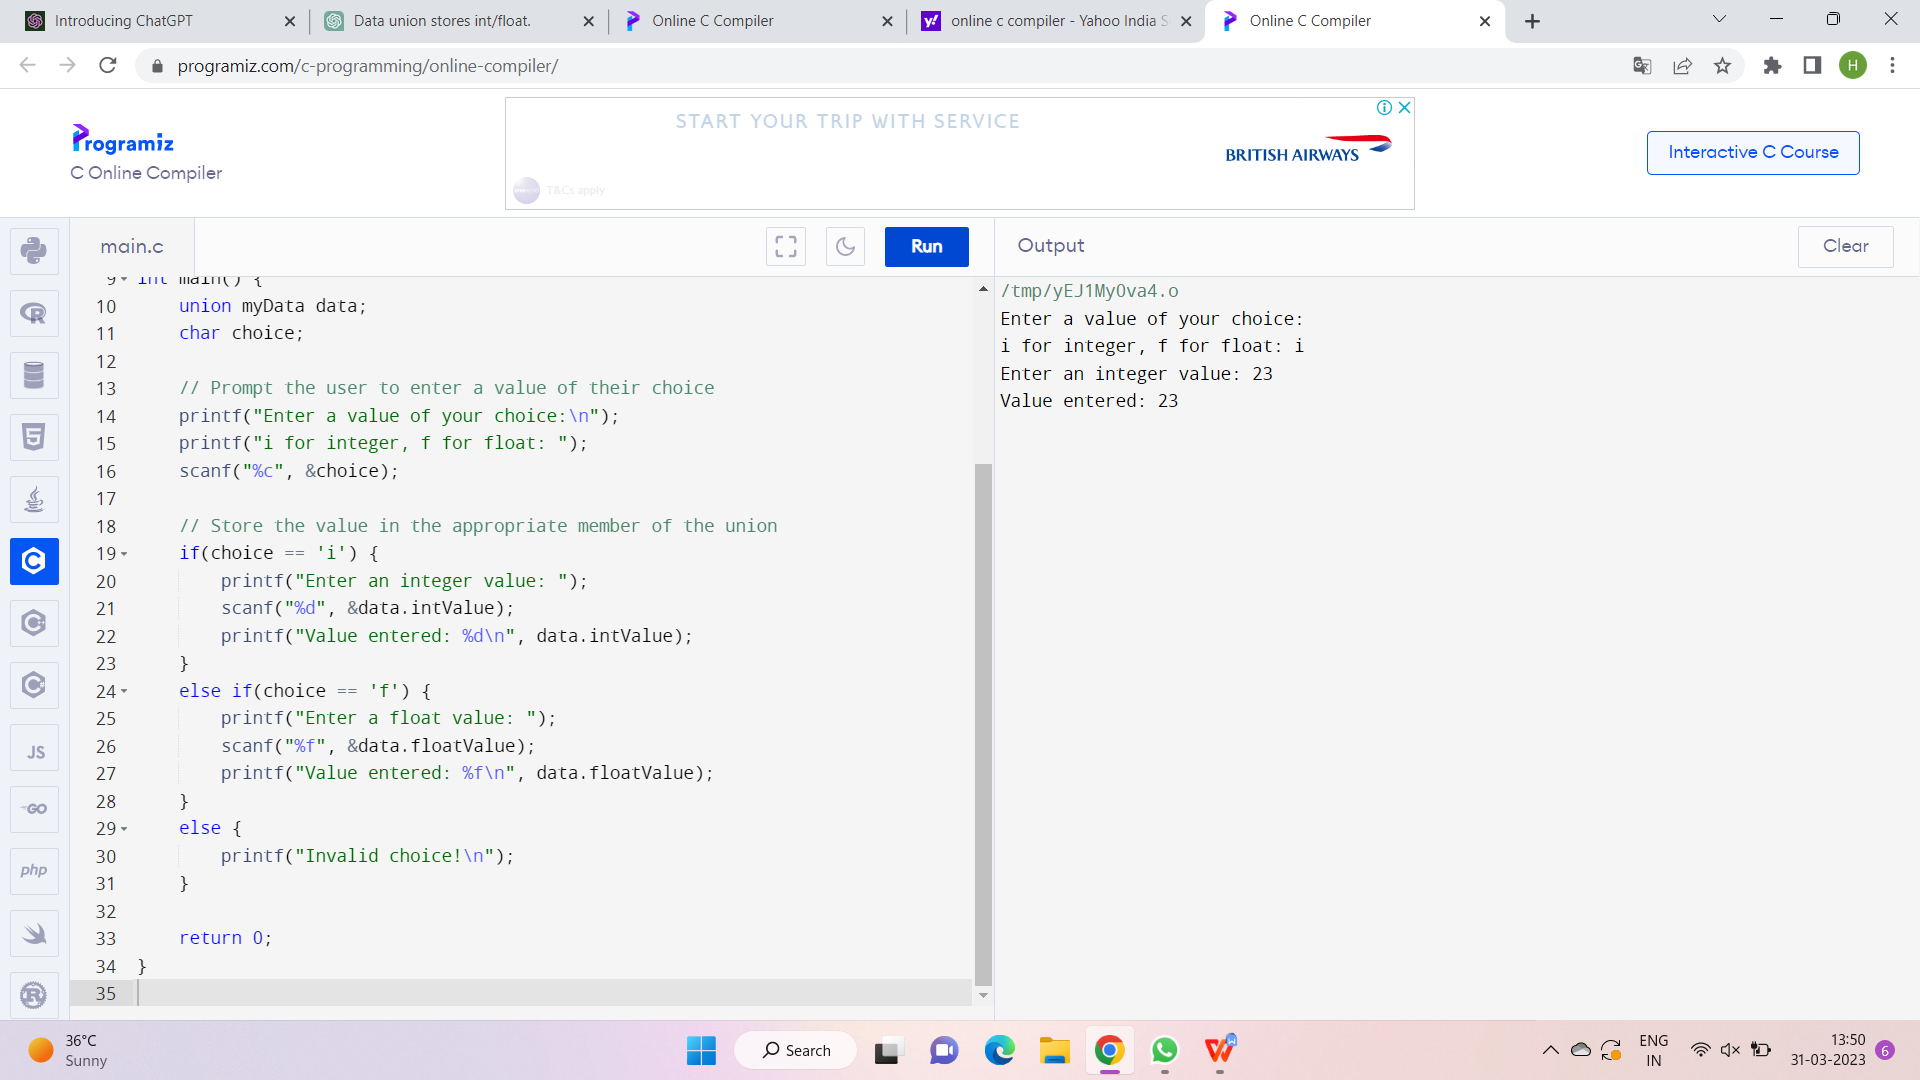 Introducing ChatGPT
Data union stores int/float.
Online C Compiler
online c compiler - Yahoo India S
Online C Compiler
programiz.com/c-programming/online-compiler/
H
START YOUR TRIP WITH SERVICE
BRITISH AIRWAYS
T&Cs apply
Programiz
C Online Compiler
Interactive C Course
main.c
Run
Output
Clear
9 int main() {
10 union myData data;
11 char choice;
12
13 // Prompt the user to enter a value of their choice
14 printf("Enter a value of your choice:\n");
15 printf("i for integer, f for float: ");
16 scanf("%c", &choice);
17
18 // Store the value in the appropriate member of the union
19 if(choice == 'i') {
20 printf("Enter an integer value: ");
21 scanf("%d", &data.intValue);
22 printf("Value entered: %d\n", data.intValue);
23 }
24 else if(choice == 'f') {
25 printf("Enter a float value: ");
26 scanf("%f", &data.floatValue);
27 printf("Value entered: %f\n", data.floatValue);
28 }
29 else {
30 printf("Invalid choice!\n");
31 }
32
33 return 0;
34 }
35
/tmp/yEJ1MyOva4.o
Enter a value of your choice:
i for integer, f for float: i
Enter an integer value: 23
Value entered: 23
JS
GO
php
36°C
Sunny
Search
ENG
IN
13:50
31-03-2023
6